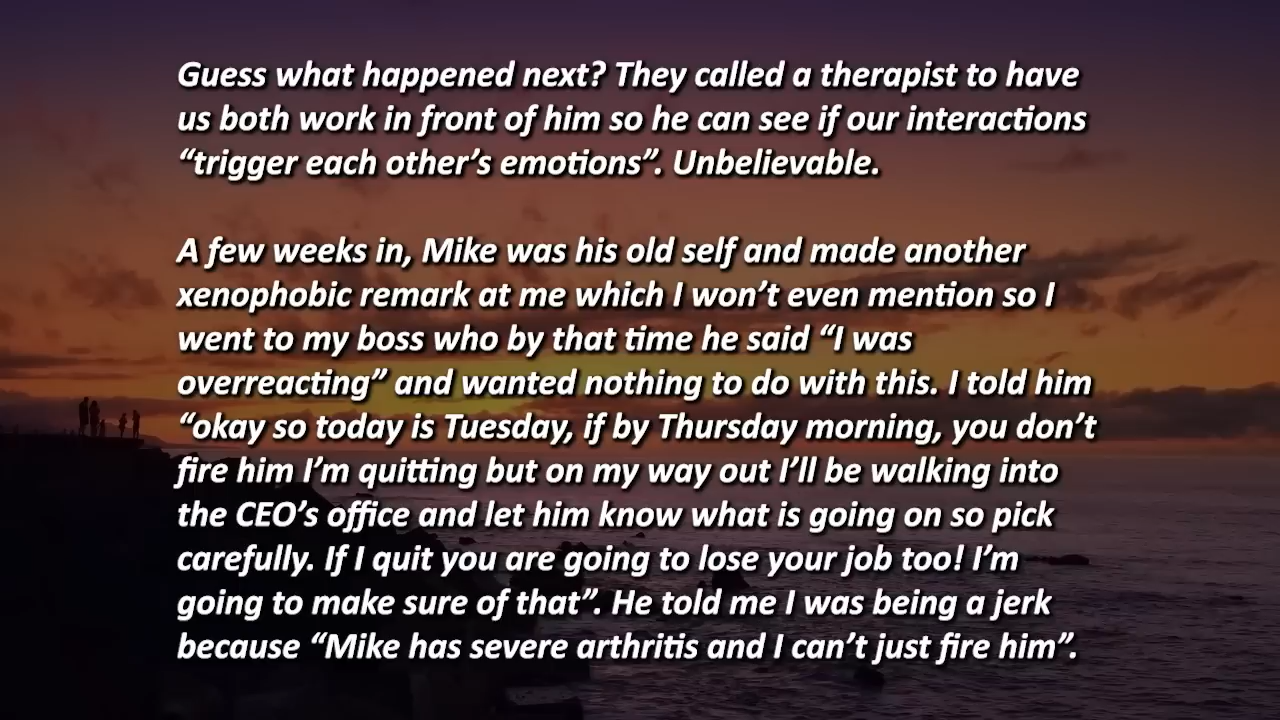 Guess what happened next? They called a therapist to have
us both work in front of him so he can see if our interactions
“trigger each other’s emotions”. Unbelievable.
A few weeks in, Mike was his old self and made another
xenophobic remark at me which I won’t even mention so I
went to my boss who by that time he said “I was
overreacting” and wanted nothing to do with this. I told him
“okay so today is Tuesday, if by Thursday morning, you don’t
fire him I’m quitting but on my way out I’ll be walking into
the CEO’s office and let him know what is going on so pick
carefully. If I quit you are going to lose your job too! I’m
going to make sure of that”. He told me I was being a jerk
because “Mike has severe arthritis and I can’t just fire him”.